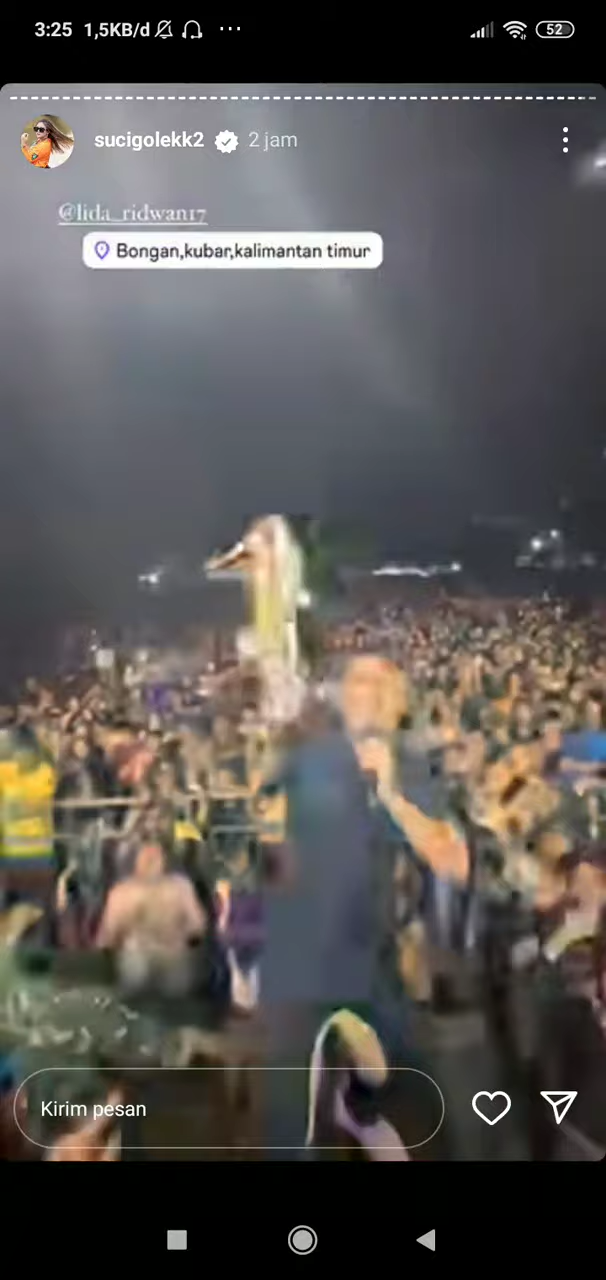 3:25 1,5KB/d ... 52
sucigolekk2 2 jam
@lida_ridwan17
Bongan,kubar,kalimantan timur
Kirim pesan